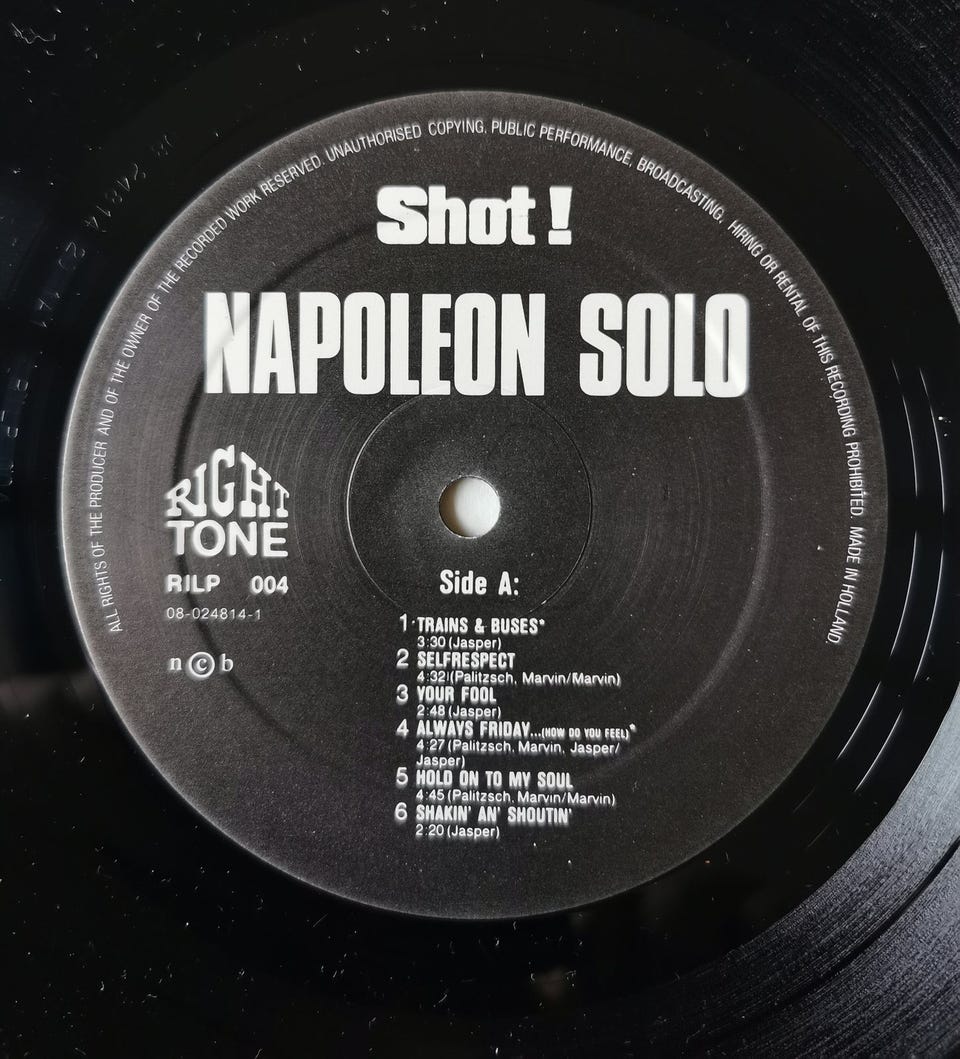 ALL RIGHTS OF THE PRODUCER AND OF THE OWNER OF THE RECORDED WORK RESERVED. UNAUTHORISED COPYING, PUBLIC PERFORMANCE, BROADCASTING, HIRING OR RENTAL OF THIS RECORDING PROHIBITED. MADE IN HOLLAND
Shot!
NAPOLEON SOLO
RIGHT
TONE
RILP 004
08-024814-1
n©b
Side A:
1 TRAINS & BUSES*
3:30 (Jasper)
2 SELFRESPECT
4:32 (Palitzsch, Marvin/Marvin)
3 YOUR FOOL
2:48 (Jasper)
4 ALWAYS FRIDAY...(HOW DO YOU FEEL)*
4:27 (Palitzsch, Marvin, Jasper/
Jasper)
5 HOLD ON TO MY SOUL
4:45 (Palitzsch, Marvin/Marvin)
6 SHAKIN' AN' SHOUTIN'
2:20 (Jasper)